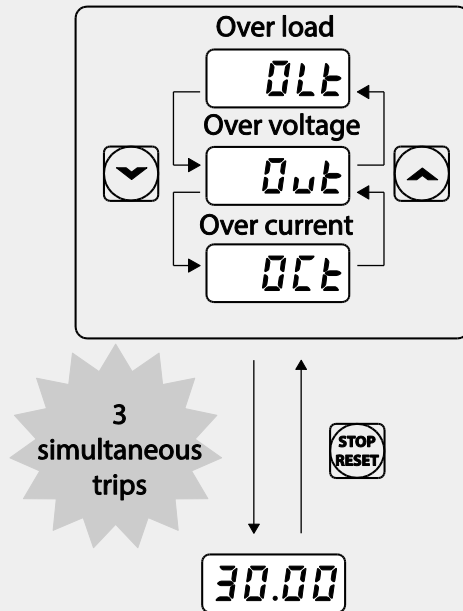 Over load
OLt
Over voltage
Out
Over current
OCt
3
simultaneous
trips
STOP
RESET
30.00